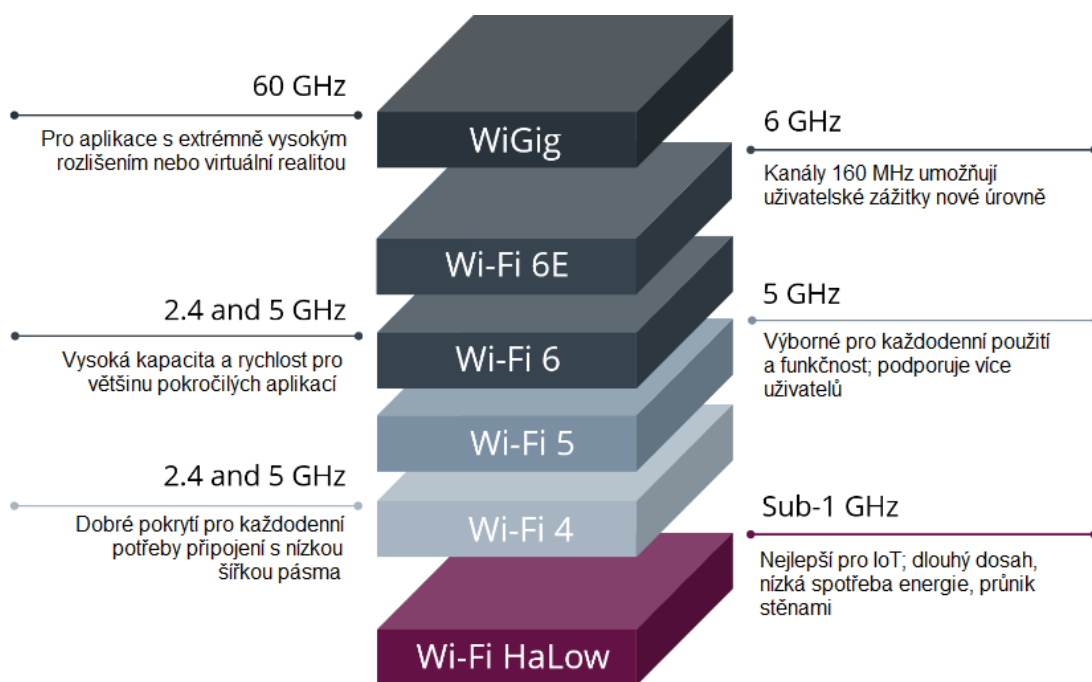 60 GHz
Pro aplikace s extrémně vysokým
rozlišením nebo virtuální realitou
WiGig
6 GHz
Kanály 160 MHz umožňují
uživatelské zážitky nové úrovně
Wi-Fi 6E
2.4 and 5 GHz
Vysoká kapacita a rychlost pro
většinu pokročilých aplikací
Wi-Fi 6
5 GHz
Výborné pro každodenní použití
a funkčnost; podporuje více
uživatelů
Wi-Fi 5
2.4 and 5 GHz
Dobré pokrytí pro každodenní
potřeby připojení s nízkou
šířkou pásma
Wi-Fi 4
Sub-1 GHz
Nejlepší pro IoT; dlouhý dosah,
nízká spotřeba energie, průnik
stěnami
Wi-Fi HaLow